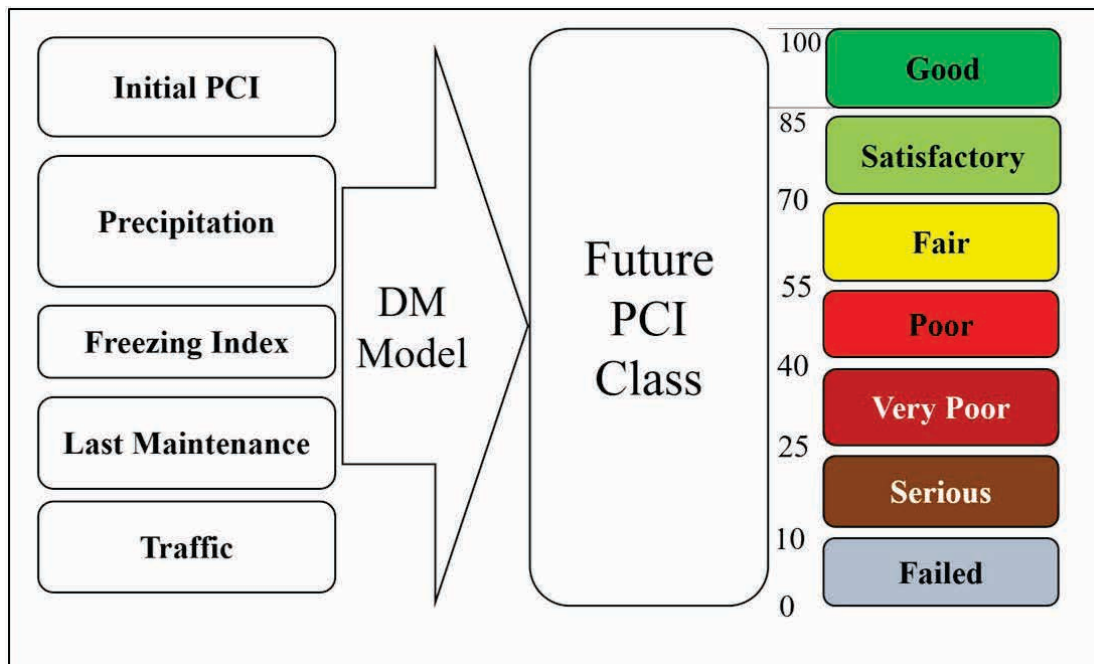 Initial PCI
Precipitation
Freezing Index
Last Maintenance
Traffic
DM
Model
Future
PCI
Class
100
Good
85
Satisfactory
70
Fair
55
Poor
40
Very Poor
25
Serious
10
Failed
0